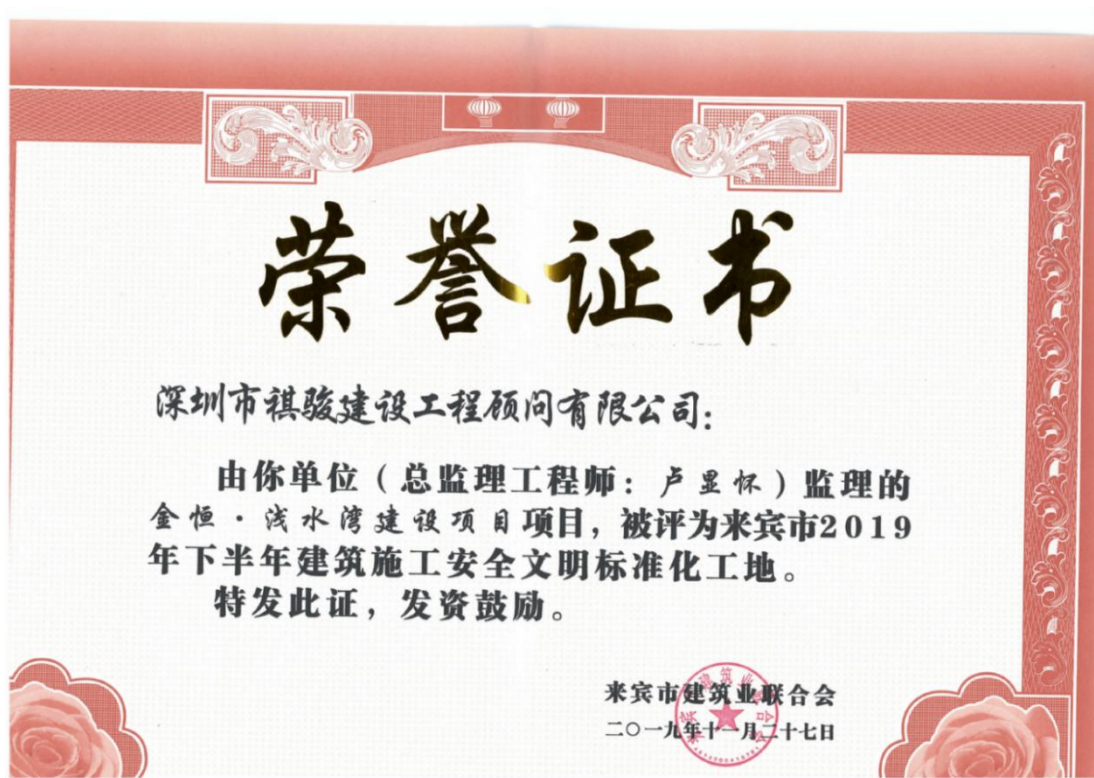 荣誉证书
深圳市祺骏建设工程顾问有限公司:
由你单位(总监理工程师:卢显怀)监理的
金恒·浅水湾建设项目项目,被评为来宾市2019
年下半年建筑施工安全文明标准化工地。
特发此证,发资鼓励。
来宾市建筑业联合会
二〇一九年十一月二十七日